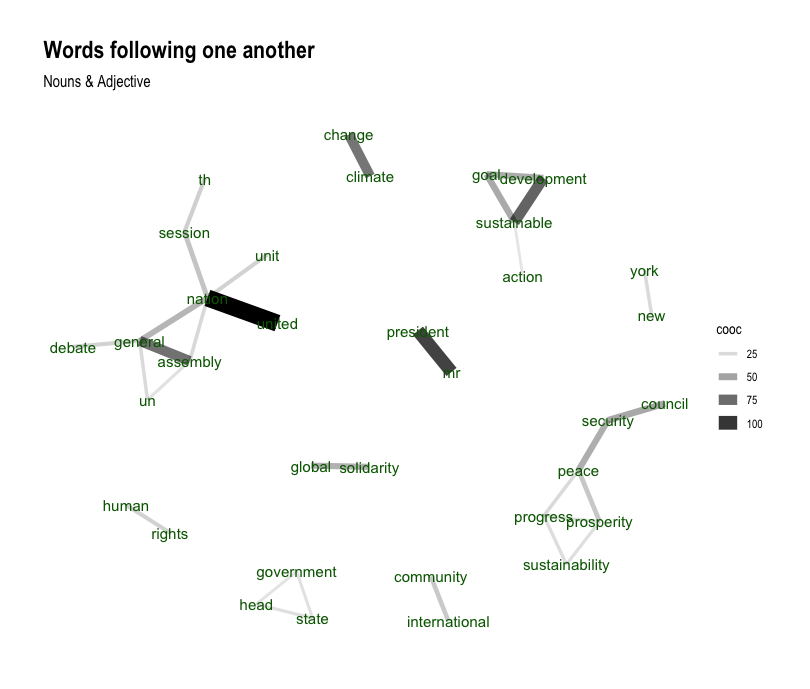 Words following one another
Nouns & Adjective
change
climate
th
goal
development
sustainable
session
unit
action
york
nation
new
united
president
cooc
general
debate
assembly
25
mr
50
un
75
council
100
security
global
solidarity
peace
human
progress
prosperity
rights
sustainability
government
community
head
state
international